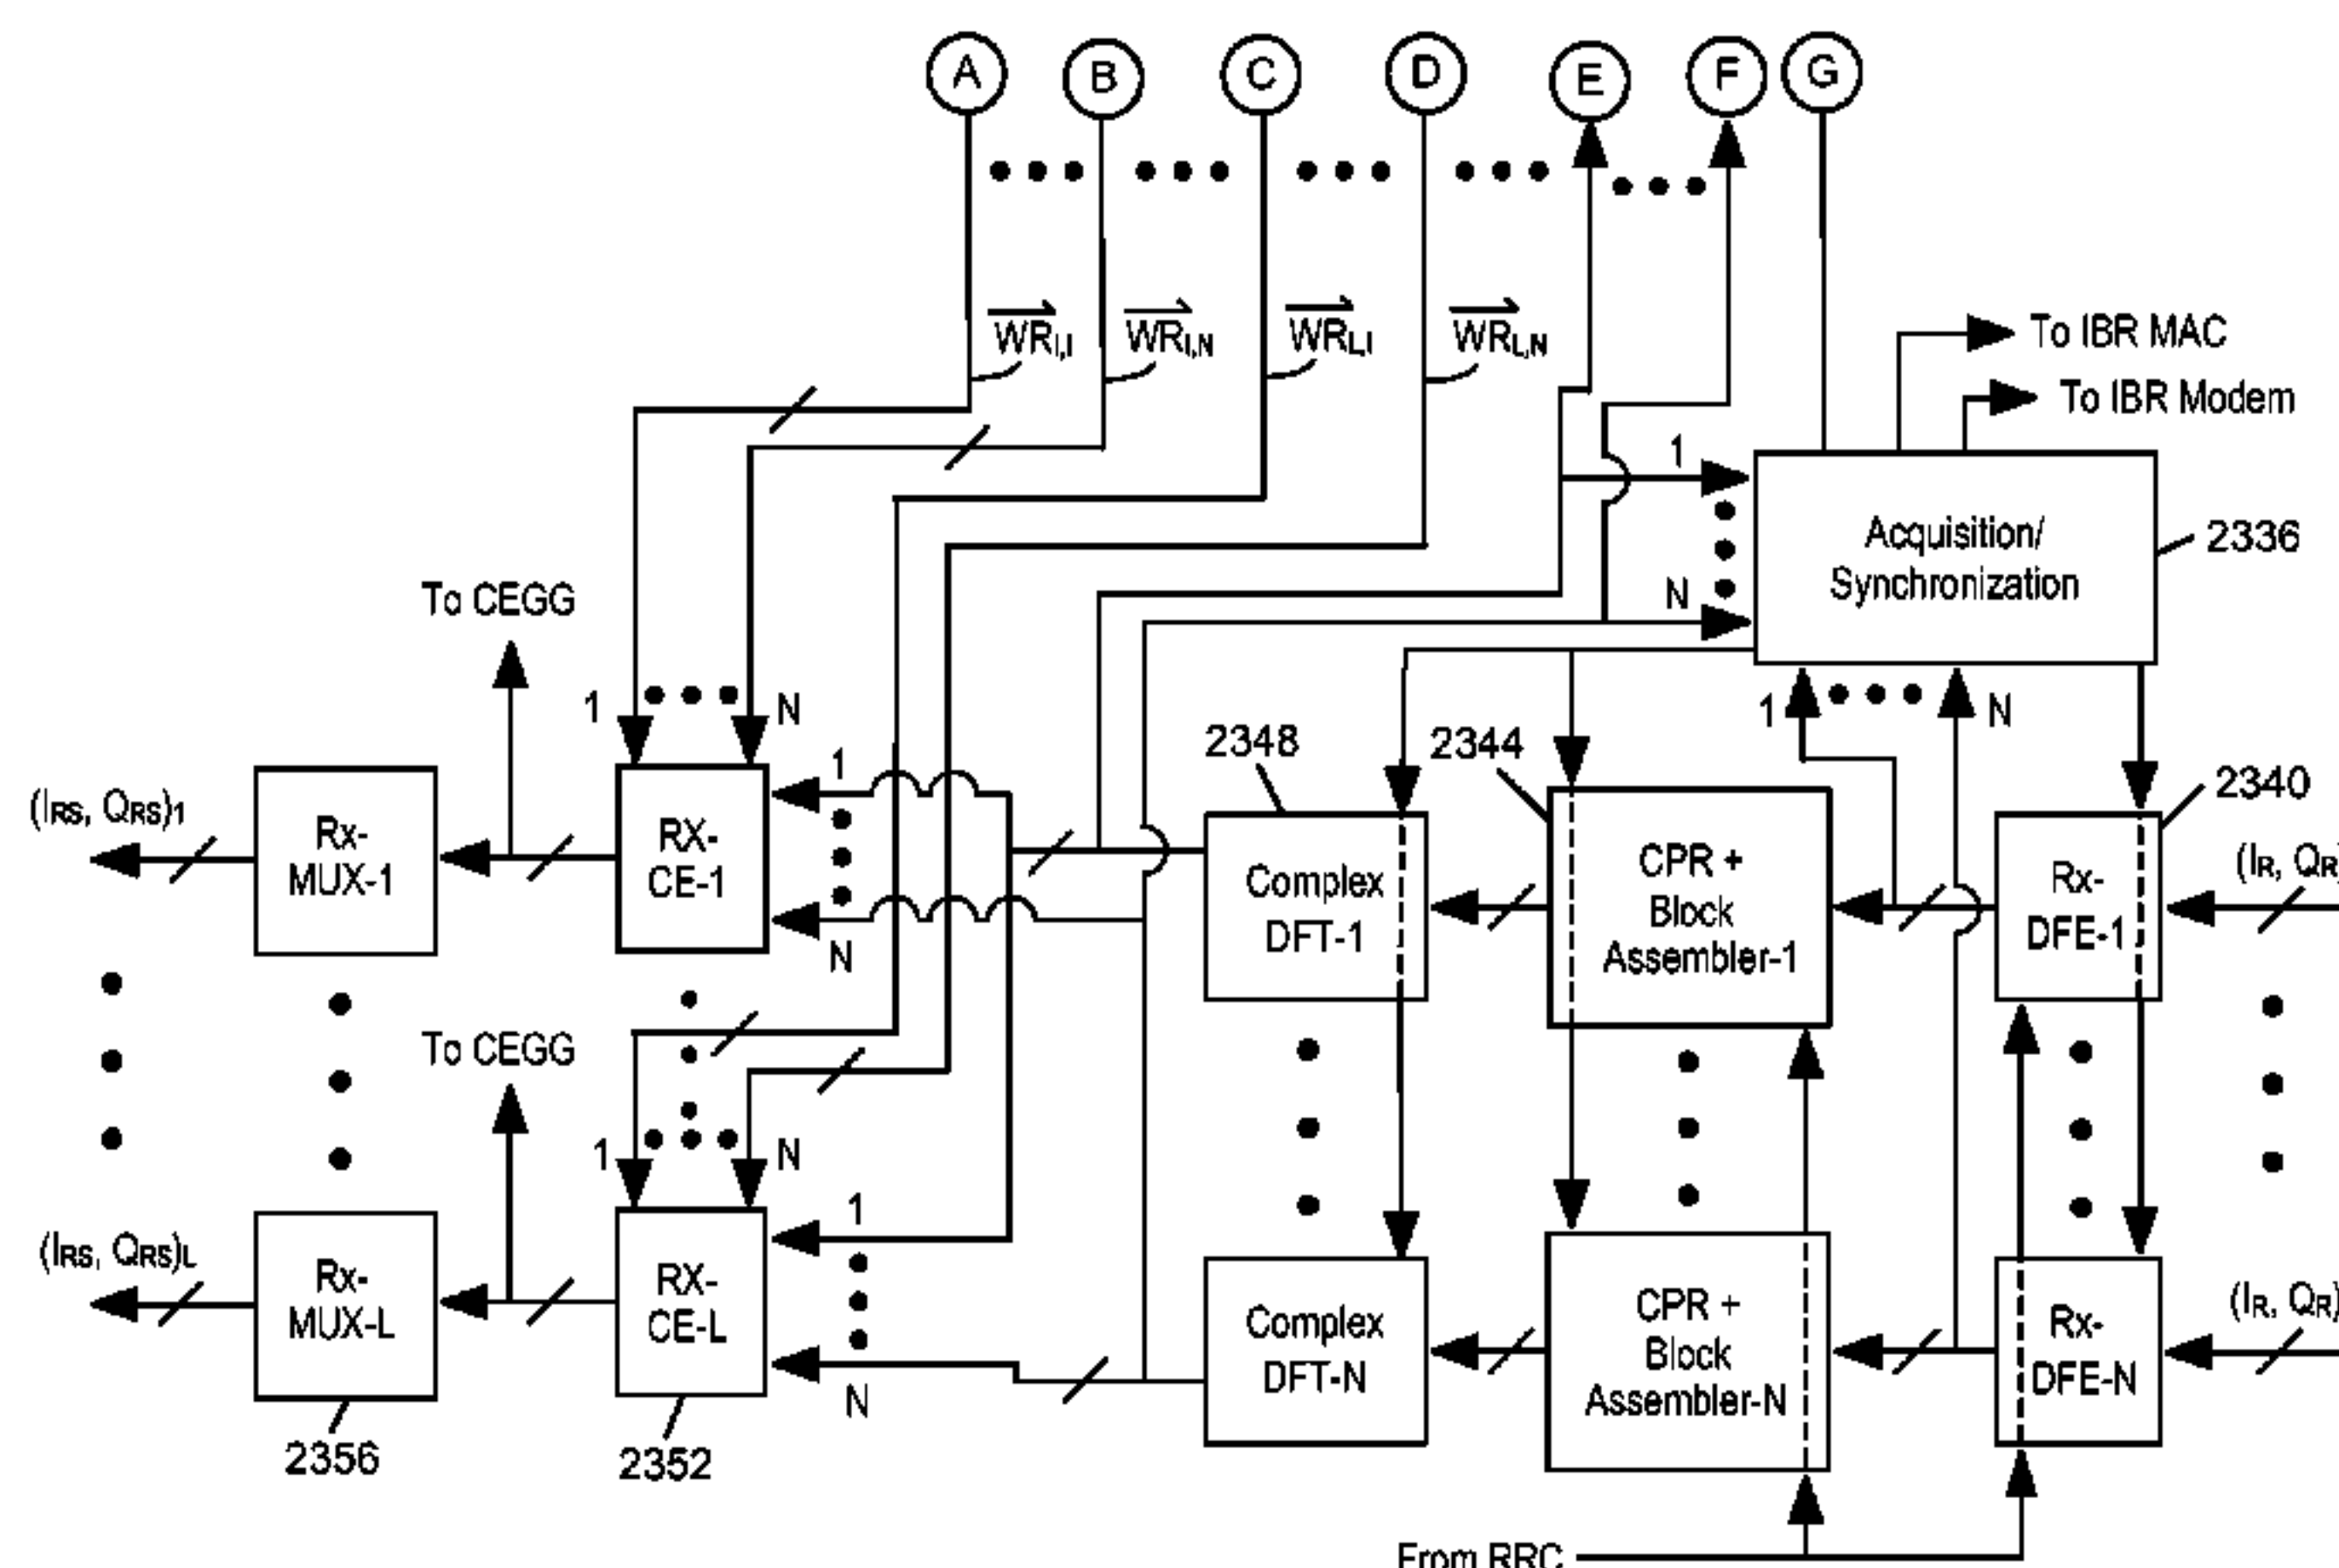 A B C D E F G
WRI,I WRI,N WRL,I WRL,N
To IBR MAC
To IBR Modem
1
Acquisition/
Synchronization
2336
N
To CEGG
1 N
1 N
2348 2344 2340
1
(IRS, QRS)1
Rx-
MUX-1
RX-
CE-1
Complex
DFT-1
CPR +
Block
Assembler-1
Rx-
DFE-1
(IR, QR)
N
To CEGG
1 N
1
(IRS, QRS)L
Rx-
MUX-L
RX-
CE-L
Complex
DFT-N
CPR +
Block
Assembler-N
Rx-
DFE-N
(IR, QR)
N
2356 2352
From RRC